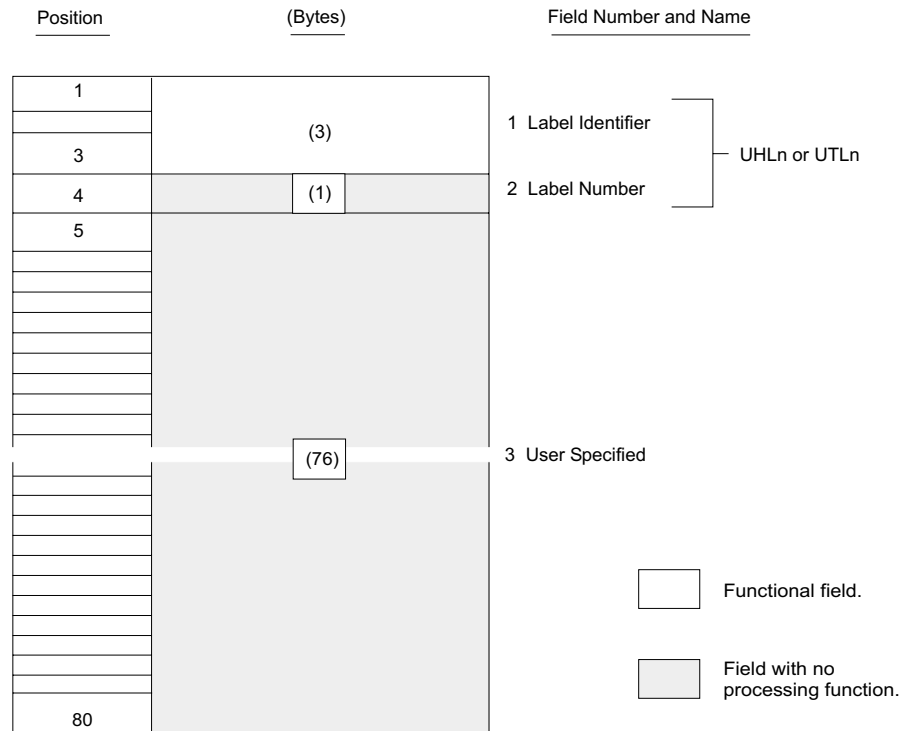 Position (Bytes) Field Number and Name
1
(3)
1 Label Identifier
3
UHLn or UTLn
4 (1) 2 Label Number
5
(76) 3 User Specified
Functional field.
Field with no
processing function.
80